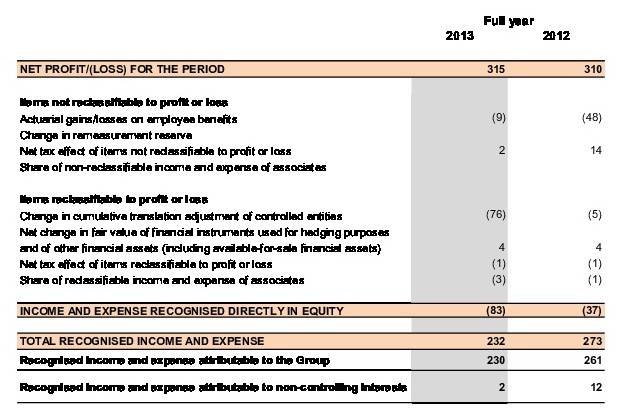 Full year
2013 2012
NET PROFIT/(LOSS) FOR THE PERIOD 315 310
Items not reclassifiable to profit or loss
Actuarial gains/losses on employee benefits (9) (48)
Change in remeasurement reserve
Net tax effect of items not reclassifiable to profit or loss 2 14
Share of non-reclassifiable income and expense of associates
Items reclassifiable to profit or loss
Change in cumulative translation adjustment of controlled entities (76) (5)
Net change in fair value of financial instruments used for hedging purposes
and of other financial assets (including available-for-sale financial assets) 4 4
Net tax effect of items reclassifiable to profit or loss (1) (1)
Share of reclassifiable income and expense of associates (3) (1)
INCOME AND EXPENSE RECOGNISED DIRECTLY IN EQUITY (83) (37)
TOTAL RECOGNISED INCOME AND EXPENSE 232 273
Recognised income and expense attributable to the Group 230 261
Recognised income and expense attributable to non-controlling interests 2 12